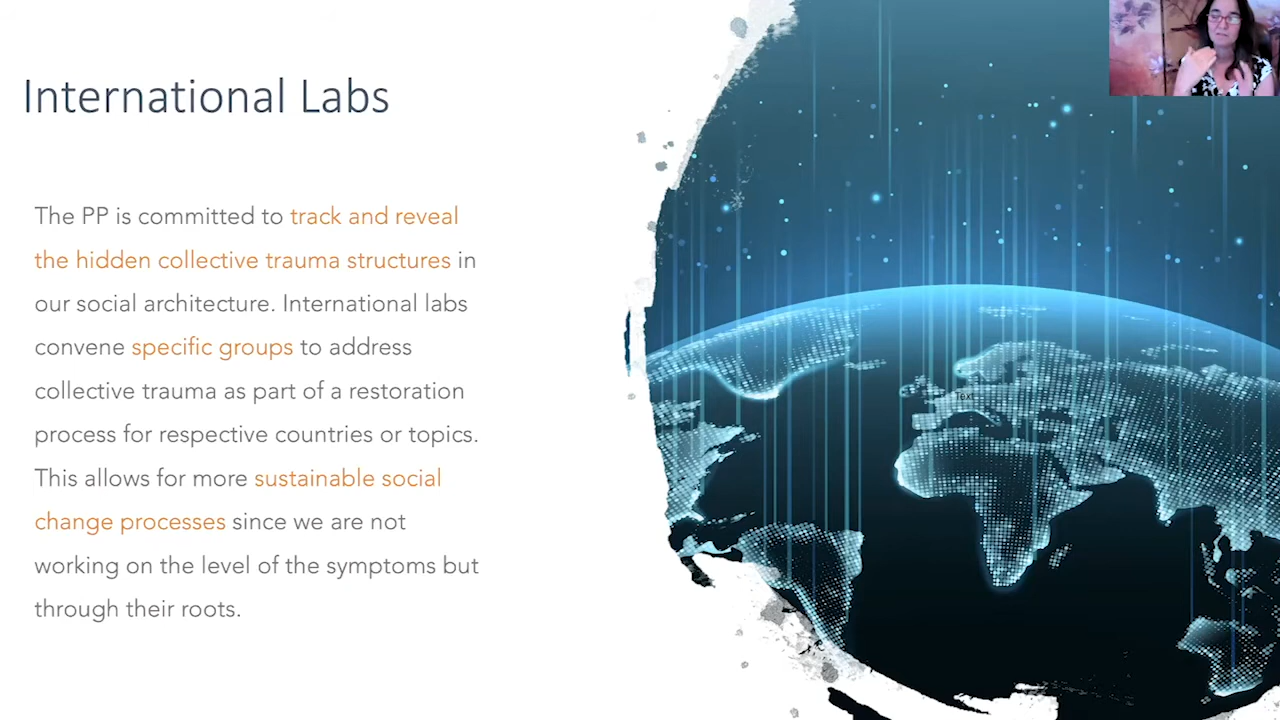 International Labs
The PP is committed to track and reveal
the hidden collective trauma structures in
our social architecture. International labs
convene specific groups to address
collective trauma as part of a restoration
process for respective countries or topics.
This allows for more sustainable social
change processes since we are not
working on the level of the symptoms but
through their roots.
Text